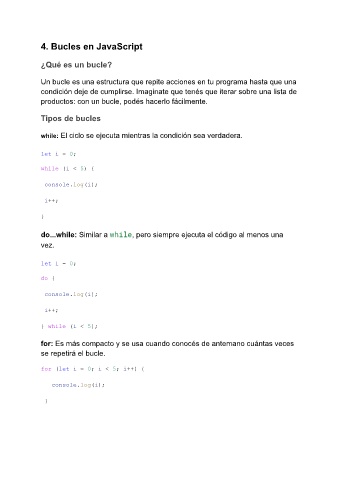 4. Bucles en JavaScript
¿Qué es un bucle?
Un bucle es una estructura que repite acciones en tu programa hasta que una
condición deje de cumplirse. Imaginate que tenés que iterar sobre una lista de
productos: con un bucle, podés hacerlo fácilmente.
Tipos de bucles
while: El ciclo se ejecuta mientras la condición sea verdadera.
let i = 0;
while (i < 5) {
console.log(i);
i++;
}
do...while: Similar a while, pero siempre ejecuta el código al menos una
vez.
let i = 0;
do {
console.log(i);
i++;
} while (i < 5);
for: Es más compacto y se usa cuando conocés de antemano cuántas veces
se repetirá el bucle.
for (let i = 0; i < 5; i++) {
console.log(i);
}